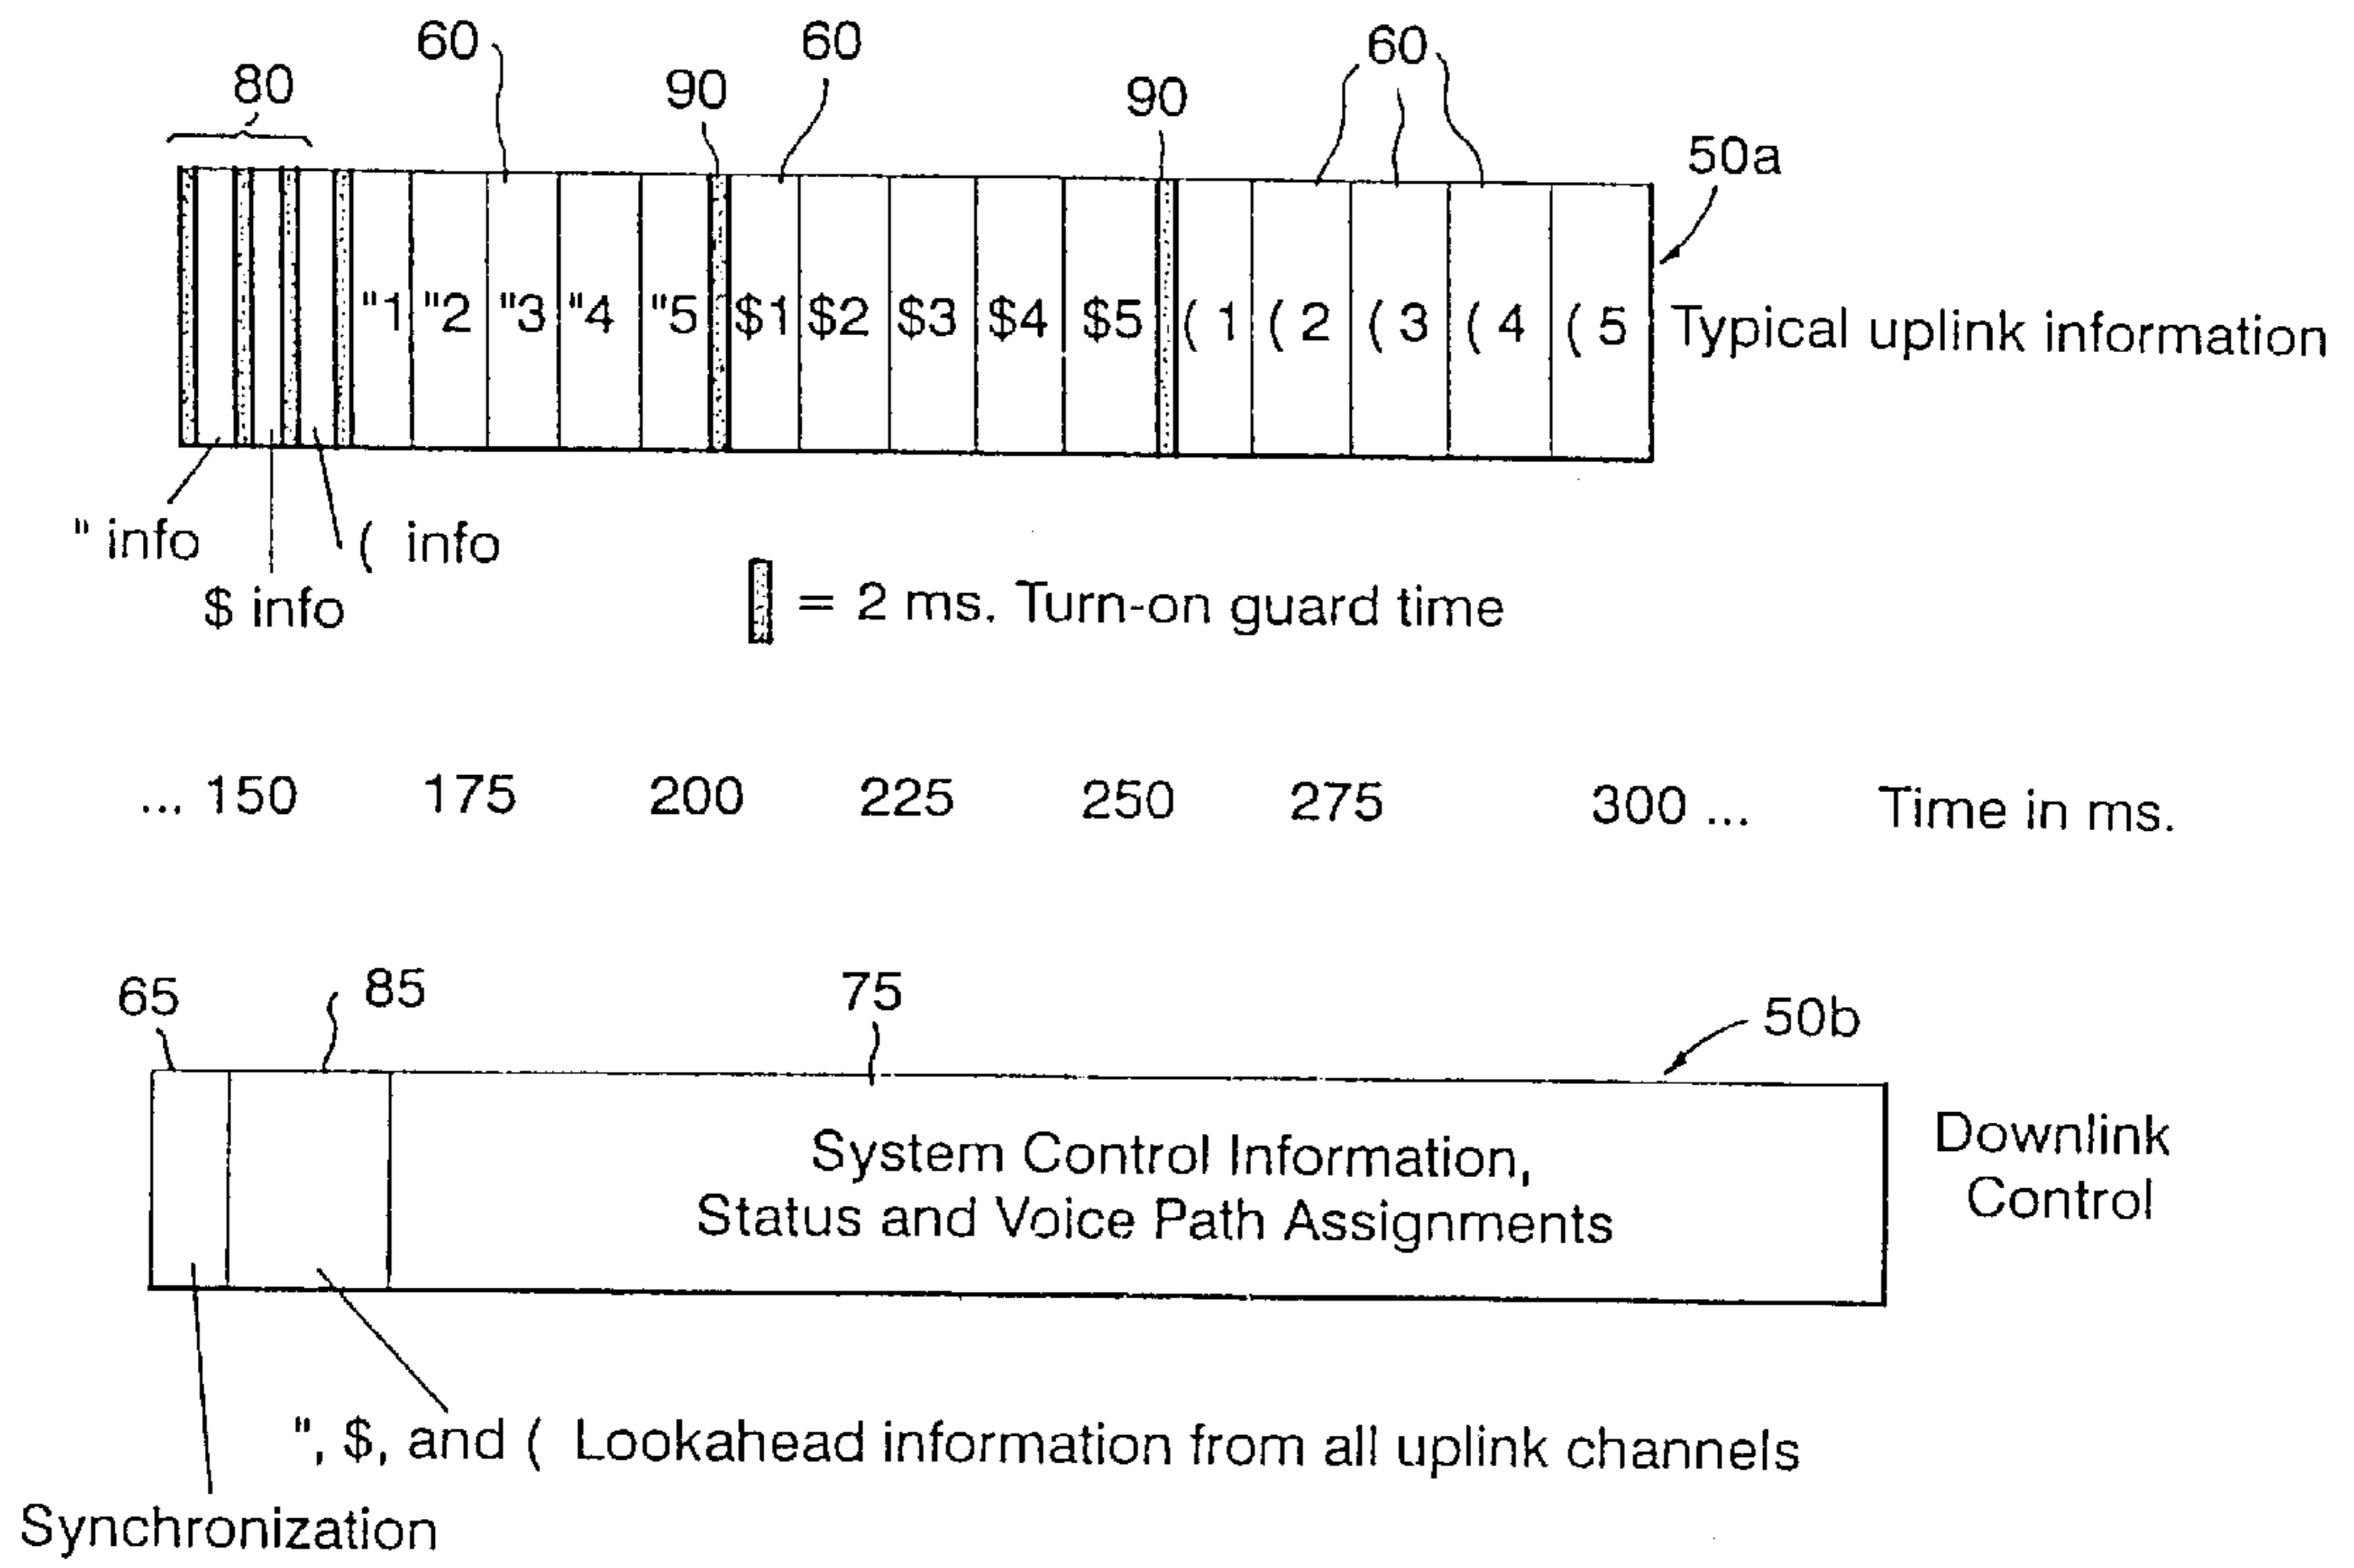 60 60 60
80 90 90
50a
"1 "2 "3 "4 "5 $1 $2 $3 $4 $5 ( 1 ( 2 ( 3 ( 4 ( 5 Typical uplink information
" info ( info
$ info
= 2 ms. Turn-on guard time
... 150 175 200 225 250 275 300 ... Time in ms.
65 85 75 50b
System Control Information,
Status and Voice Path Assignments
Downlink
Control
", $, and ( Lookahead information from all uplink channels
Synchronization